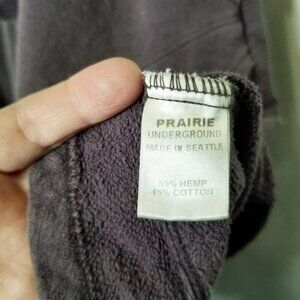 PRAIRIE
UNDERGROUND
MADE IN SEATTLE
55% HEMP
45% COTTON